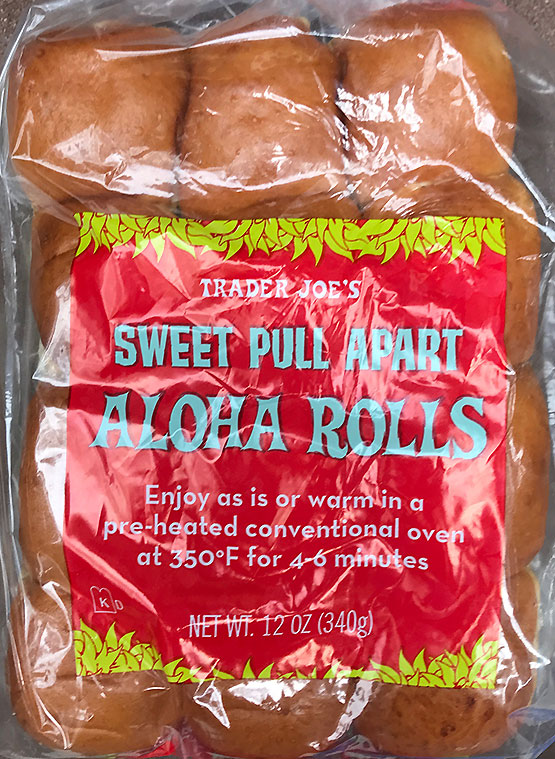 TRADER JOE'S
SWEET PULL APART
ALOHA ROLLS
Enjoy as is or warm in a
pre-heated conventional oven
at 350°F for 4-6 minutes
K D
NET WT. 12 OZ (340g)